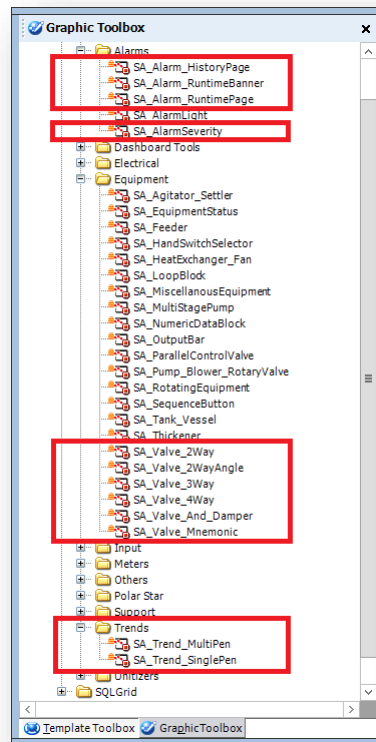 Graphic Toolbox
Alarms
SA_Alarm_HistoryPage
SA_Alarm_RuntimeBanner
SA_Alarm_RuntimePage
SA_AlarmLight
SA_AlarmSeverity
Dashboard Tools
Electrical
Equipment
SA_Agitator_Settler
SA_EquipmentStatus
SA_Feeder
SA_HandSwitchSelector
SA_HeatExchanger_Fan
SA_LoopBlock
SA_MiscellanousEquipment
SA_MultiStagePump
SA_NumericDataBlock
SA_OutputBar
SA_ParallelControlValve
SA_Pump_Blower_RotaryValve
SA_RotatingEquipment
SA_SequenceButton
SA_Tank_Vessel
SA_Thickener
SA_Valve_2Way
SA_Valve_2WayAngle
SA_Valve_3Way
SA_Valve_4Way
SA_Valve_And_Damper
SA_Valve_Mnemonic
Input
Meters
Others
Polar Star
Support
Trends
SA_Trend_MultiPen
SA_Trend_SinglePen
Unitizers
SQLGrid
Template Toolbox GraphicToolbox